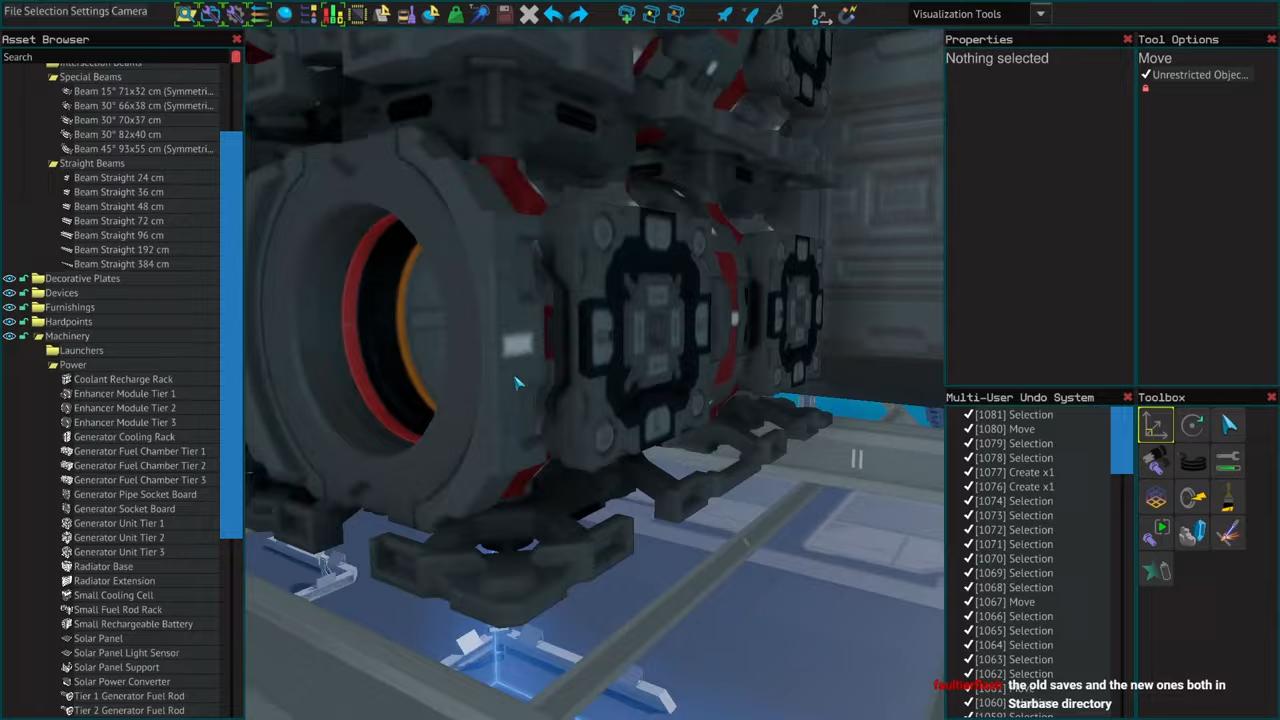 File Selection Settings Camera
Visualization Tools
Asset Browser
Search
Special Beams
Beam 15° 71x32 cm (Symmetri...
Beam 30° 66x38 cm (Symmetri...
Beam 30° 70x37 cm
Beam 30° 82x40 cm
Beam 45° 93x55 cm (Symmetri...
Straight Beams
Beam Straight 24 cm
Beam Straight 36 cm
Beam Straight 48 cm
Beam Straight 72 cm
Beam Straight 96 cm
Beam Straight 192 cm
Beam Straight 384 cm
Decorative Plates
Devices
Furnishings
Hardpoints
Machinery
Launchers
Power
Coolant Recharge Rack
Enhancer Module Tier 1
Enhancer Module Tier 2
Enhancer Module Tier 3
Generator Cooling Rack
Generator Fuel Chamber Tier 1
Generator Fuel Chamber Tier 2
Generator Fuel Chamber Tier 3
Generator Pipe Socket Board
Generator Socket Board
Generator Unit Tier 1
Generator Unit Tier 2
Generator Unit Tier 3
Radiator Base
Radiator Extension
Small Cooling Cell
Small Fuel Rod Rack
Small Rechargeable Battery
Solar Panel
Solar Panel Light Sensor
Solar Panel Support
Solar Power Converter
Tier 1 Generator Fuel Rod
Tier 2 Generator Fuel Rod
Properties
Nothing selected
Tool Options
Move
Unrestricted Objec...
Multi-User Undo System
[1081] Selection
[1080] Move
[1079] Selection
[1078] Selection
[1077] Create x1
[1076] Create x1
[1074] Selection
[1073] Selection
[1072] Selection
[1071] Selection
[1070] Selection
[1069] Selection
[1068] Selection
[1067] Move
[1066] Selection
[1065] Selection
[1064] Selection
[1063] Selection
[1062] Selection
[1060]
Toolbox
the old saves and the new ones both in
Starbase directory